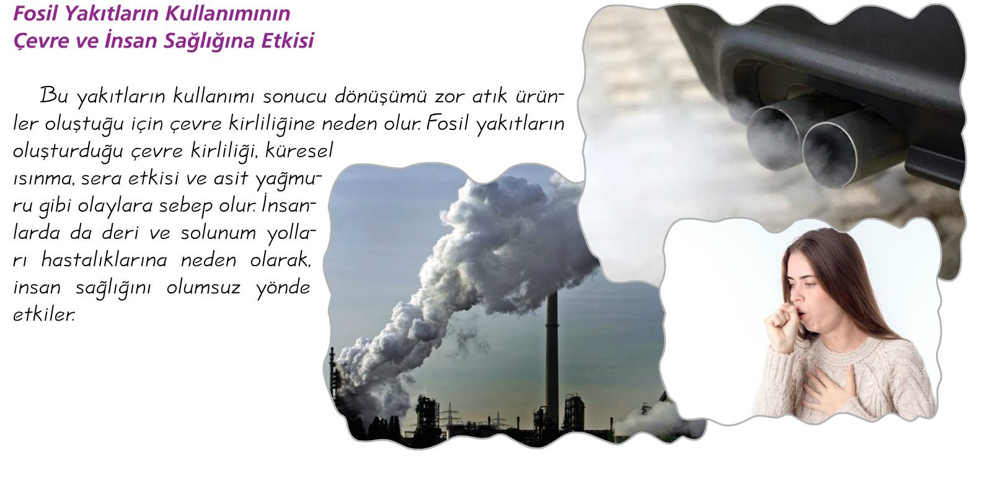 Fosil Yakıtların Kullanımının
Çevre ve İnsan Sağlığına Etkisi
Bu yakıtların kullanımı sonucu dönüşümü zor atık ürün-
ler oluştuğu için çevre kirliliğine neden olur. Fosil yakıtların
oluşturduğu çevre kirliliği, küresel
ısınma, sera etkisi ve asit yağmu-
ru gibi olaylara sebep olur. İnsan-
larda da deri ve solunum yolla-
rı hastalıklarına neden olarak,
insan sağlığını olumsuz yönde
etkiler.